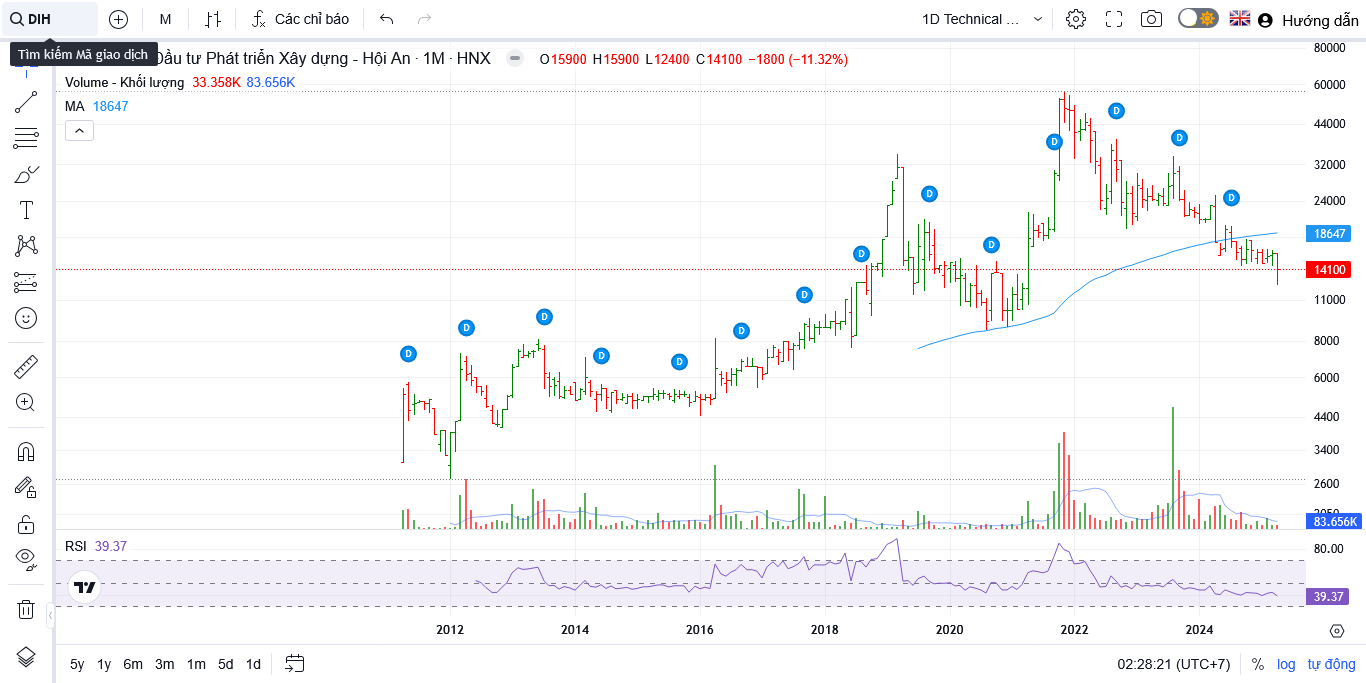 DIH
M
Các chỉ báo
1D Technical ...
Hướng dẫn
Tìm kiếm Mã giao dịch
Đầu tư Phát triển Xây dựng - Hội An · 1M · HNX
O15900 H15900 L12400 C14100 −1800 (−11.32%)
Volume - Khối lượng 33.358K 83.656K
MA 18647
80000
60000
44000
32000
24000
18647
14100
11000
8000
6000
4400
3400
2600
83.656K
D
D
D
D
D
D
D
D
D
D
D
D
D
D
RSI 39.37
80.00
39.37
2012
2014
2016
2018
2020
2022
2024
5y 1y 6m 3m 1m 5d 1d
02:28:21 (UTC+7)
%
log
tự động